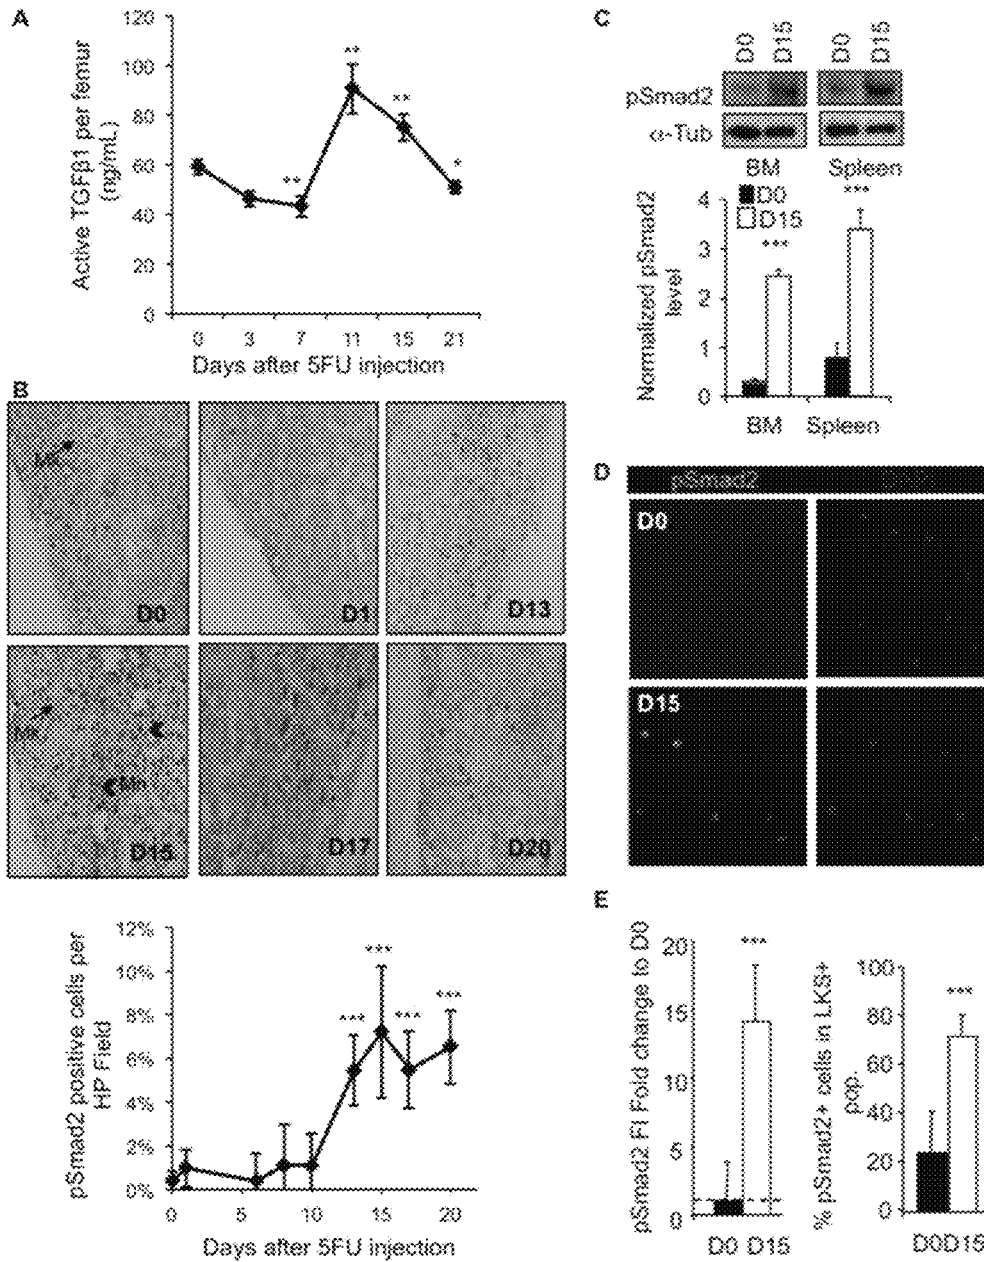 A
120
100
80
60
40
20
0
Active TGFβ1 per femur
(ng/mL)
**
**
**
*
0 3 7 11 15 21
Days after 5FU injection
B
MK
D0
D1
D13
MK
Mn
D15
D17
D20
12%
10%
8%
6%
4%
2%
0%
pSmad2 positive cells per
HP Field
***
***
***
***
0 5 10 15 20
Days after 5FU injection
C
D0 D15 D0 D15
pSmad2
α-Tub
BM Spleen
4
3
2
1
0
Normalized pSmad2
level
D0
D15
***
***
BM Spleen
D
pSmad2
D0
D15
E
20
15
10
5
0
pSmad2 FI Fold change to D0
***
D0 D15
100
80
60
40
20
0
% pSmad2+ cells in LKS+
pop.
***
D0D15